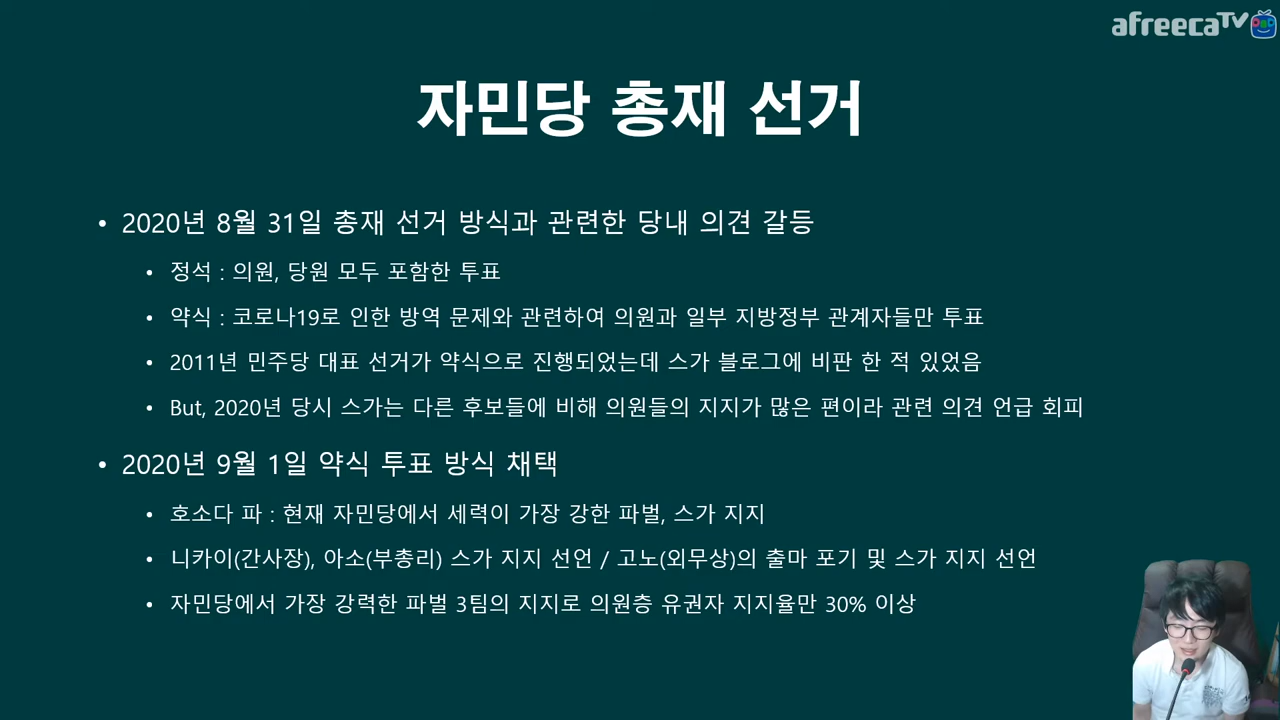 afreecaTV
자민당 총재 선거
• 2020년 8월 31일 총재 선거 방식과 관련한 당내 의견 갈등
• 정석 : 의원, 당원 모두 포함한 투표
• 약식 : 코로나19로 인한 방역 문제와 관련하여 의원과 일부 지방정부 관계자들만 투표
• 2011년 민주당 대표 선거가 약식으로 진행되었는데 스가 블로그에 비판 한 적 있었음
• But, 2020년 당시 스가는 다른 후보들에 비해 의원들의 지지가 많은 편이라 관련 의견 언급 회피
• 2020년 9월 1일 약식 투표 방식 채택
• 호소다 파 : 현재 자민당에서 세력이 가장 강한 파벌, 스가 지지
• 니카이(간사장), 아소(부총리) 스가 지지 선언 / 고노(외무상)의 출마 포기 및 스가 지지 선언
• 자민당에서 가장 강력한 파벌 3팀의 지지로 의원층 유권자 지지율만 30% 이상